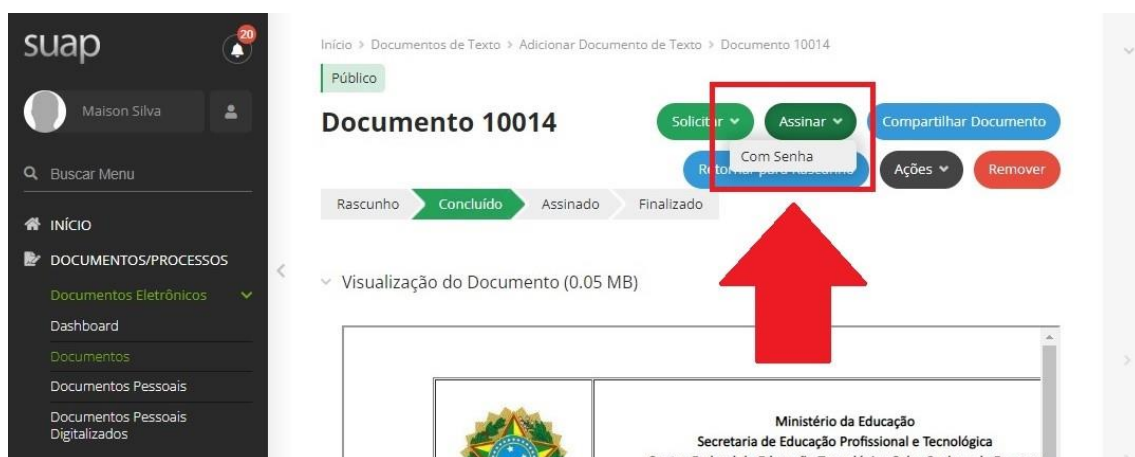 suap
20
Maison Silva
Buscar Menu
INÍCIO
DOCUMENTOS/PROCESSOS
Documentos Eletrônicos
Dashboard
Documentos
Documentos Pessoais
Documentos Pessoais
Digitalizados
Início > Documentos de Texto > Adicionar Documento de Texto > Documento 10014
Público
Documento 10014
Solicitar Assinar Compartilhar Documento
Com Senha
Retornar para Rascunho Ações Remover
Rascunho Concluído Assinado Finalizado
Visualização do Documento (0.05 MB)
Ministério da Educação
Secretaria de Educação Profissional e Tecnológica